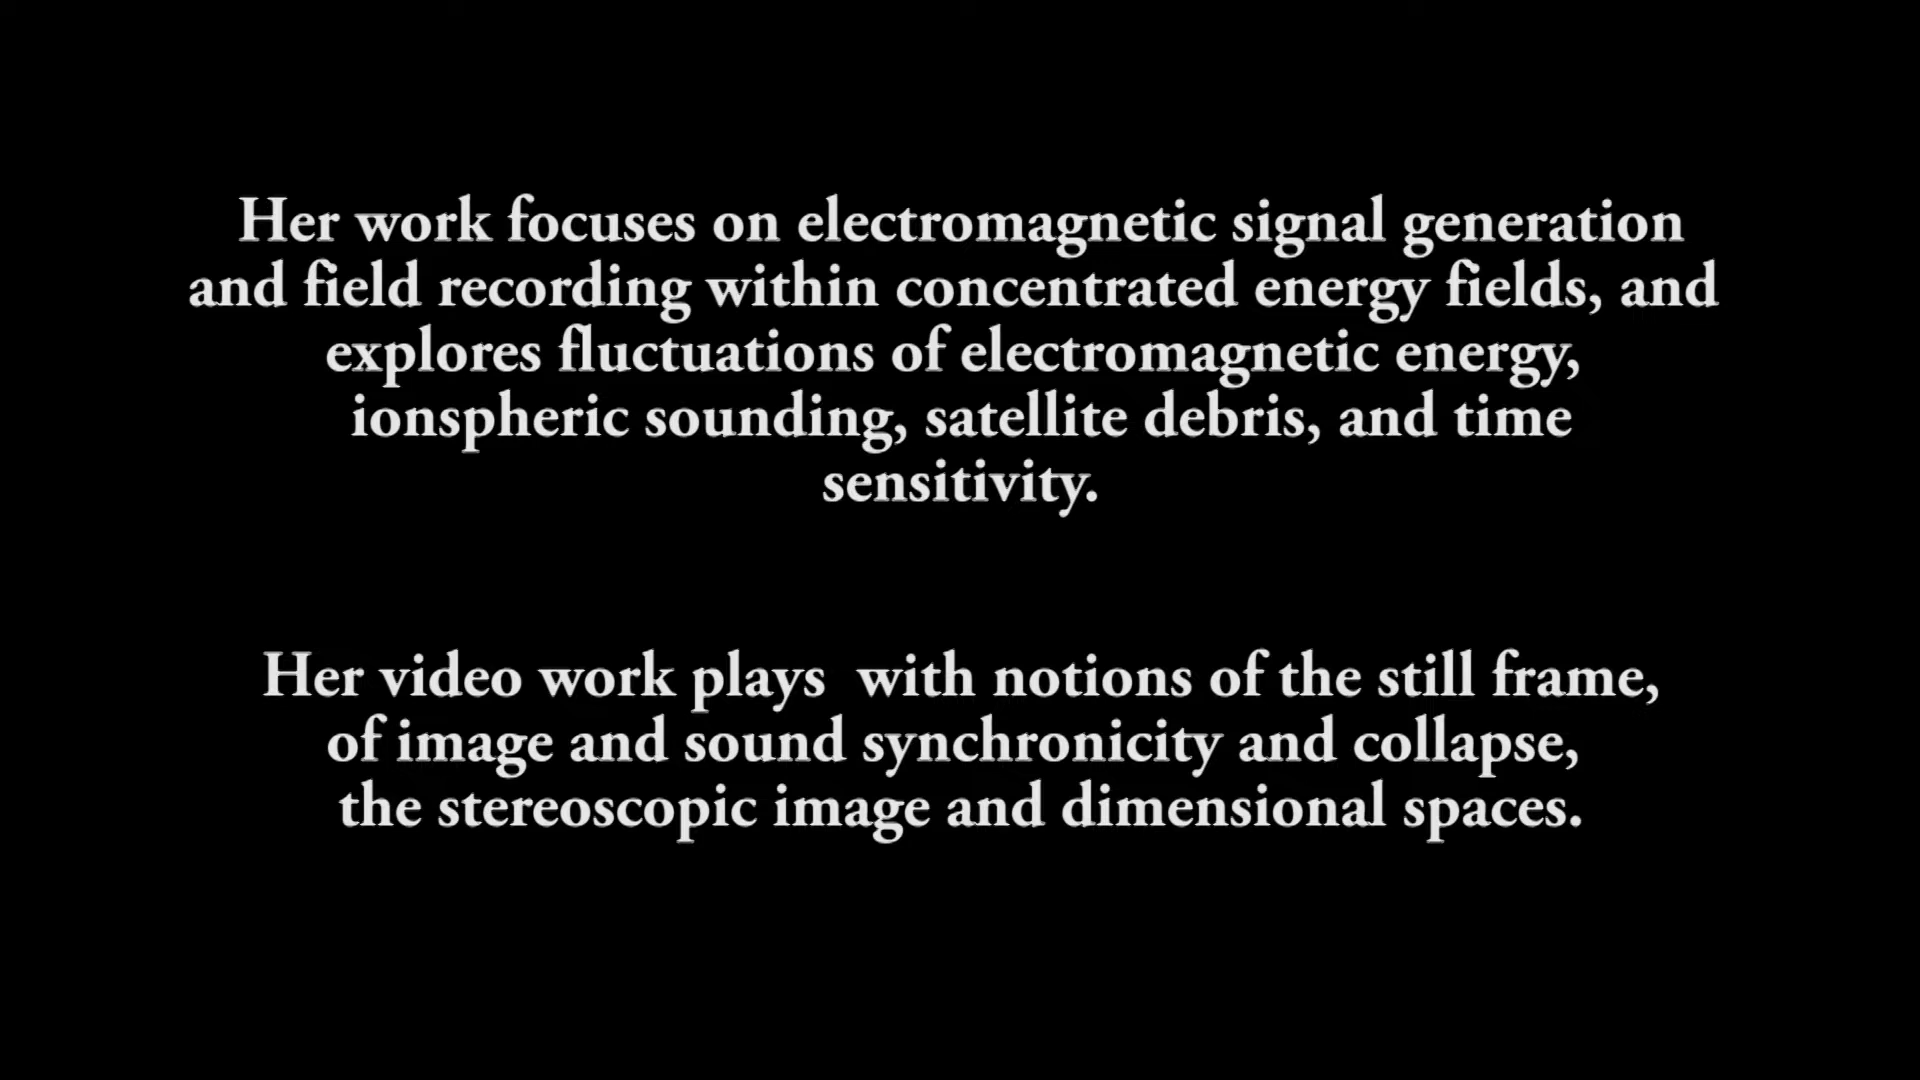 Her work focuses on electromagnetic signal generation
and field recording within concentrated energy fields, and
explores fluctuations of electromagnetic energy,
ionspheric sounding, satellite debris, and time
sensitivity.
Her video work plays  with notions of the still frame,
of image and sound synchronicity and collapse,
the stereoscopic image and dimensional spaces.